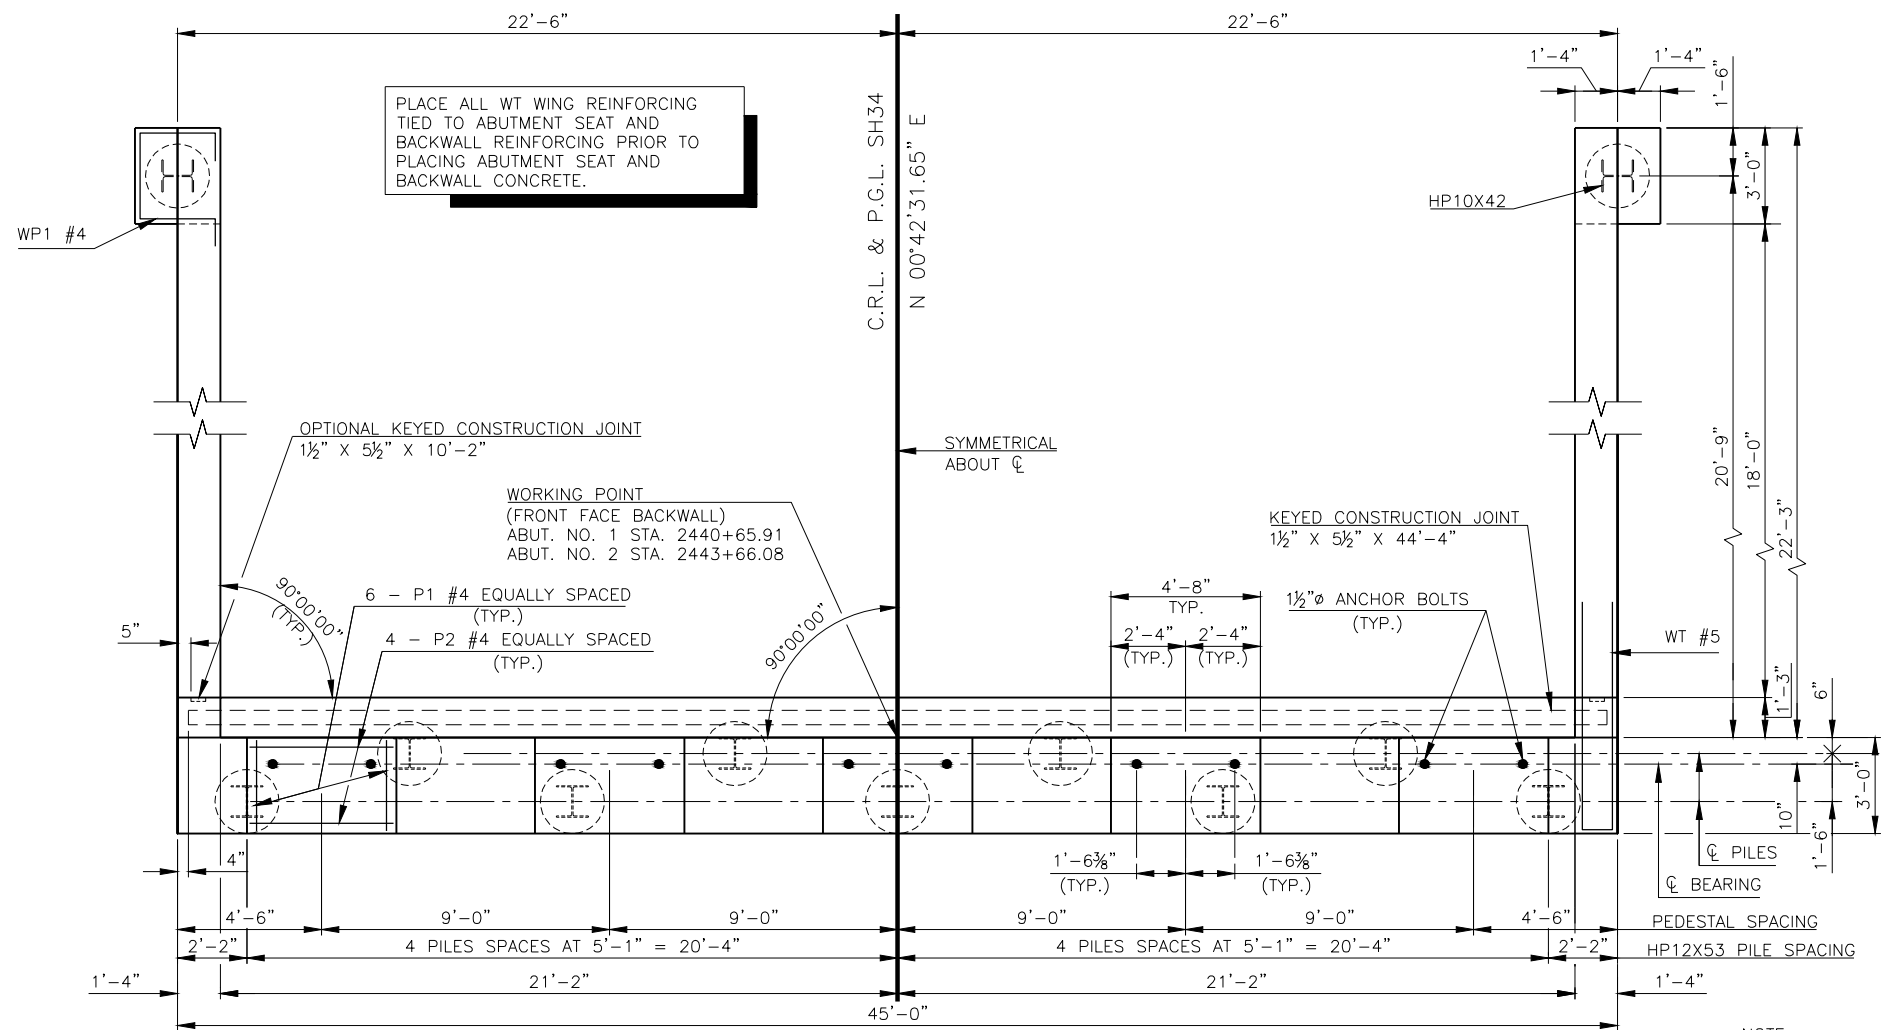 22'-6"
22'-6"
1'-4"
1'-4"
1'-6"
PLACE ALL WT WING REINFORCING
TIED TO ABUTMENT SEAT AND
BACKWALL REINFORCING PRIOR TO
PLACING ABUTMENT SEAT AND
BACKWALL CONCRETE.
C.R.L. & P.G.L. SH34
N 00°42'31.65" E
HP10X42
3'-0"
WP1 #4
OPTIONAL KEYED CONSTRUCTION JOINT
1½" X 5½" X 10'-2"
SYMMETRICAL
ABOUT ℄
20'-9"
18'-0"
22'-3"
WORKING POINT
(FRONT FACE BACKWALL)
ABUT. NO. 1 STA. 2440+65.91
ABUT. NO. 2 STA. 2443+66.08
KEYED CONSTRUCTION JOINT
1½" X 5½" X 44'-4"
90°00'00"
(TYP.)
6 - P1 #4 EQUALLY SPACED
(TYP.)
4 - P2 #4 EQUALLY SPACED
(TYP.)
90°00'00"
4'-8"
TYP.
2'-4"
(TYP.)
2'-4"
(TYP.)
1½"ø ANCHOR BOLTS
(TYP.)
5"
WT #5
1'-3"
6"
3'-0"
10"
1'-6"
℄ PILES
℄ BEARING
4"
1'-6⅜"
(TYP.)
1'-6⅜"
(TYP.)
4'-6"
9'-0"
9'-0"
9'-0"
9'-0"
4'-6"
PEDESTAL SPACING
2'-2"
4 PILES SPACES AT 5'-1" = 20'-4"
4 PILES SPACES AT 5'-1" = 20'-4"
2'-2"
HP12X53 PILE SPACING
1'-4"
21'-2"
21'-2"
1'-4"
45'-0"
NOTE